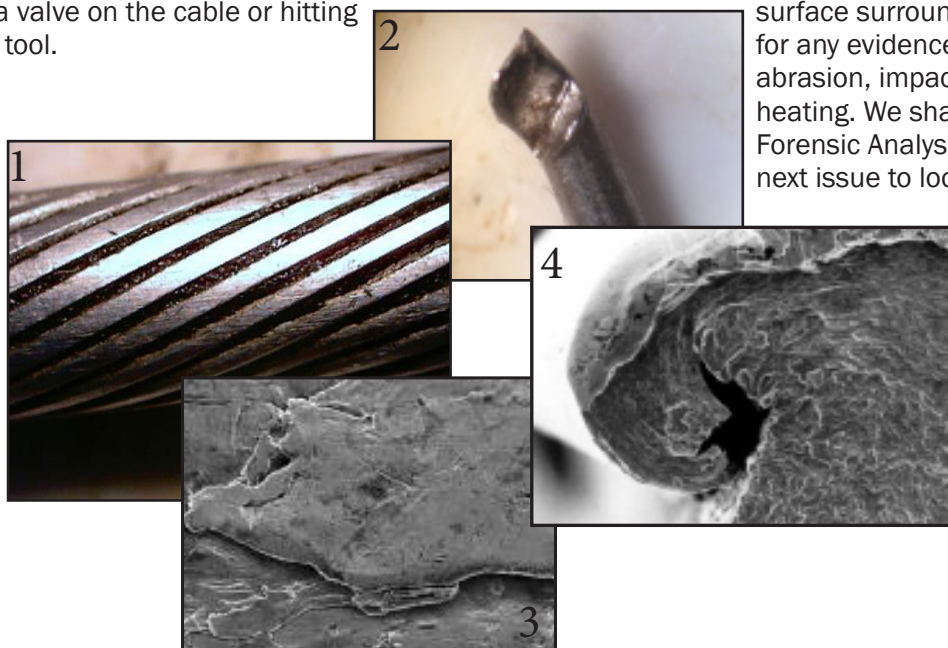 a valve on the cable or hitting
tool.
surface surroun
for any evidence
abrasion, impac
heating. We sha
Forensic Analys
next issue to loo
2
1
4
3